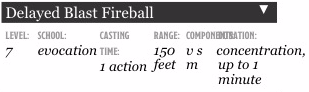 Delayed Blast Fireball ▼
LEVEL: SCHOOL: CASTING TIME: RANGE: COMPONENTS: DURATION:
7 evocation 1 action 150 feet v s m concentration, up to 1 minute